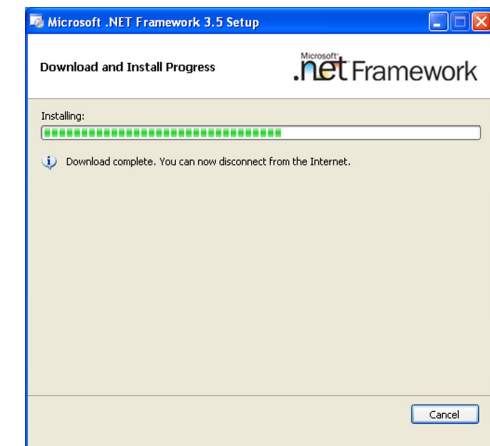 Microsoft .NET Framework 3.5 Setup
Download and Install Progress
Microsoft
.net Framework
Installing:
Download complete. You can now disconnect from the Internet.
Cancel